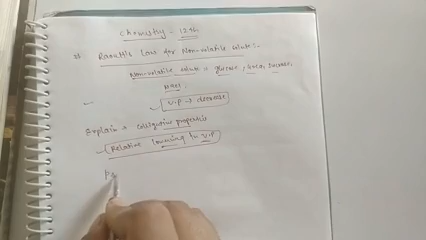 Chemistry - 12th
Raoult's Law for Non-volatile solute:-
Non-volatile solute = glucose, Urea, Sucrose,
V.P → decrease
Explain = colligative properties
Relative lowering in V.P
P